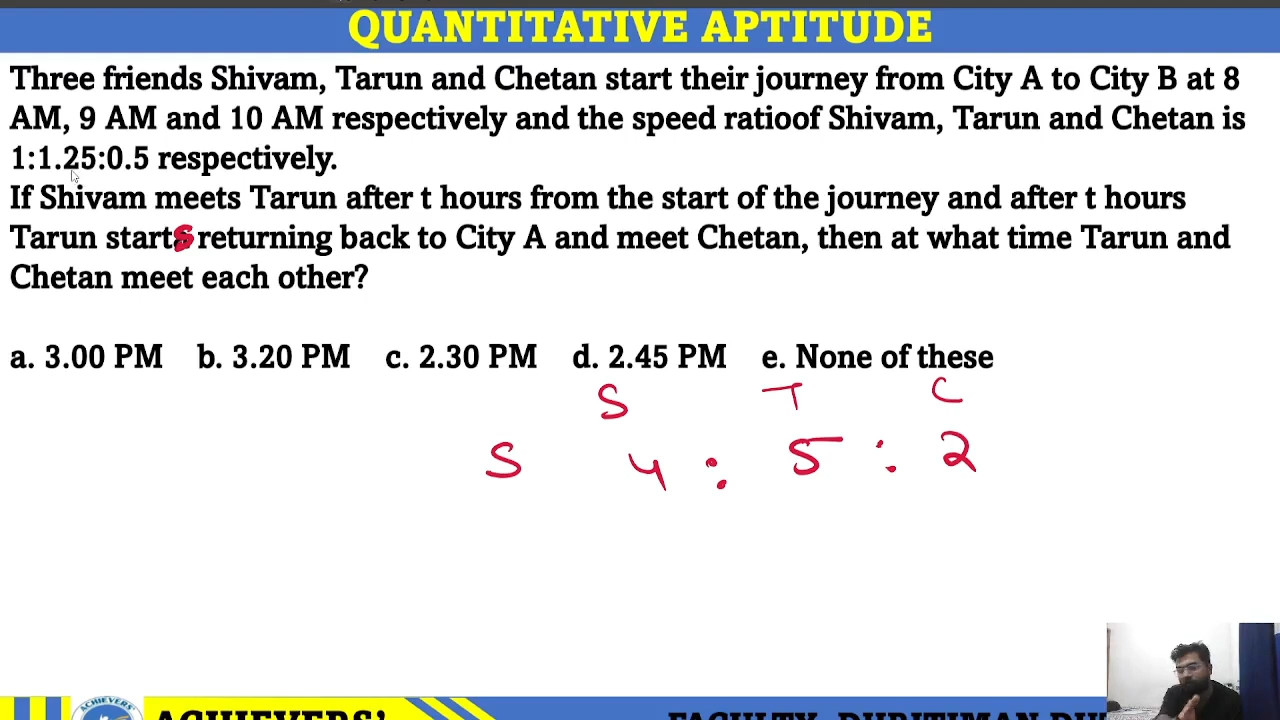 QUANTITATIVE APTITUDE
Three friends Shivam, Tarun and Chetan start their journey from City A to City B at 8
AM, 9 AM and 10 AM respectively and the speed ratioof Shivam, Tarun and Chetan is
1:1.25:0.5 respectively.
If Shivam meets Tarun after t hours from the start of the journey and after t hours
Tarun starts returning back to City A and meet Chetan, then at what time Tarun and
Chetan meet each other?
a. 3.00 PM b. 3.20 PM c. 2.30 PM d. 2.45 PM e. None of these
S T C
S 4 : 5 : 2
ACHIEVERS
ACHIEVERS'